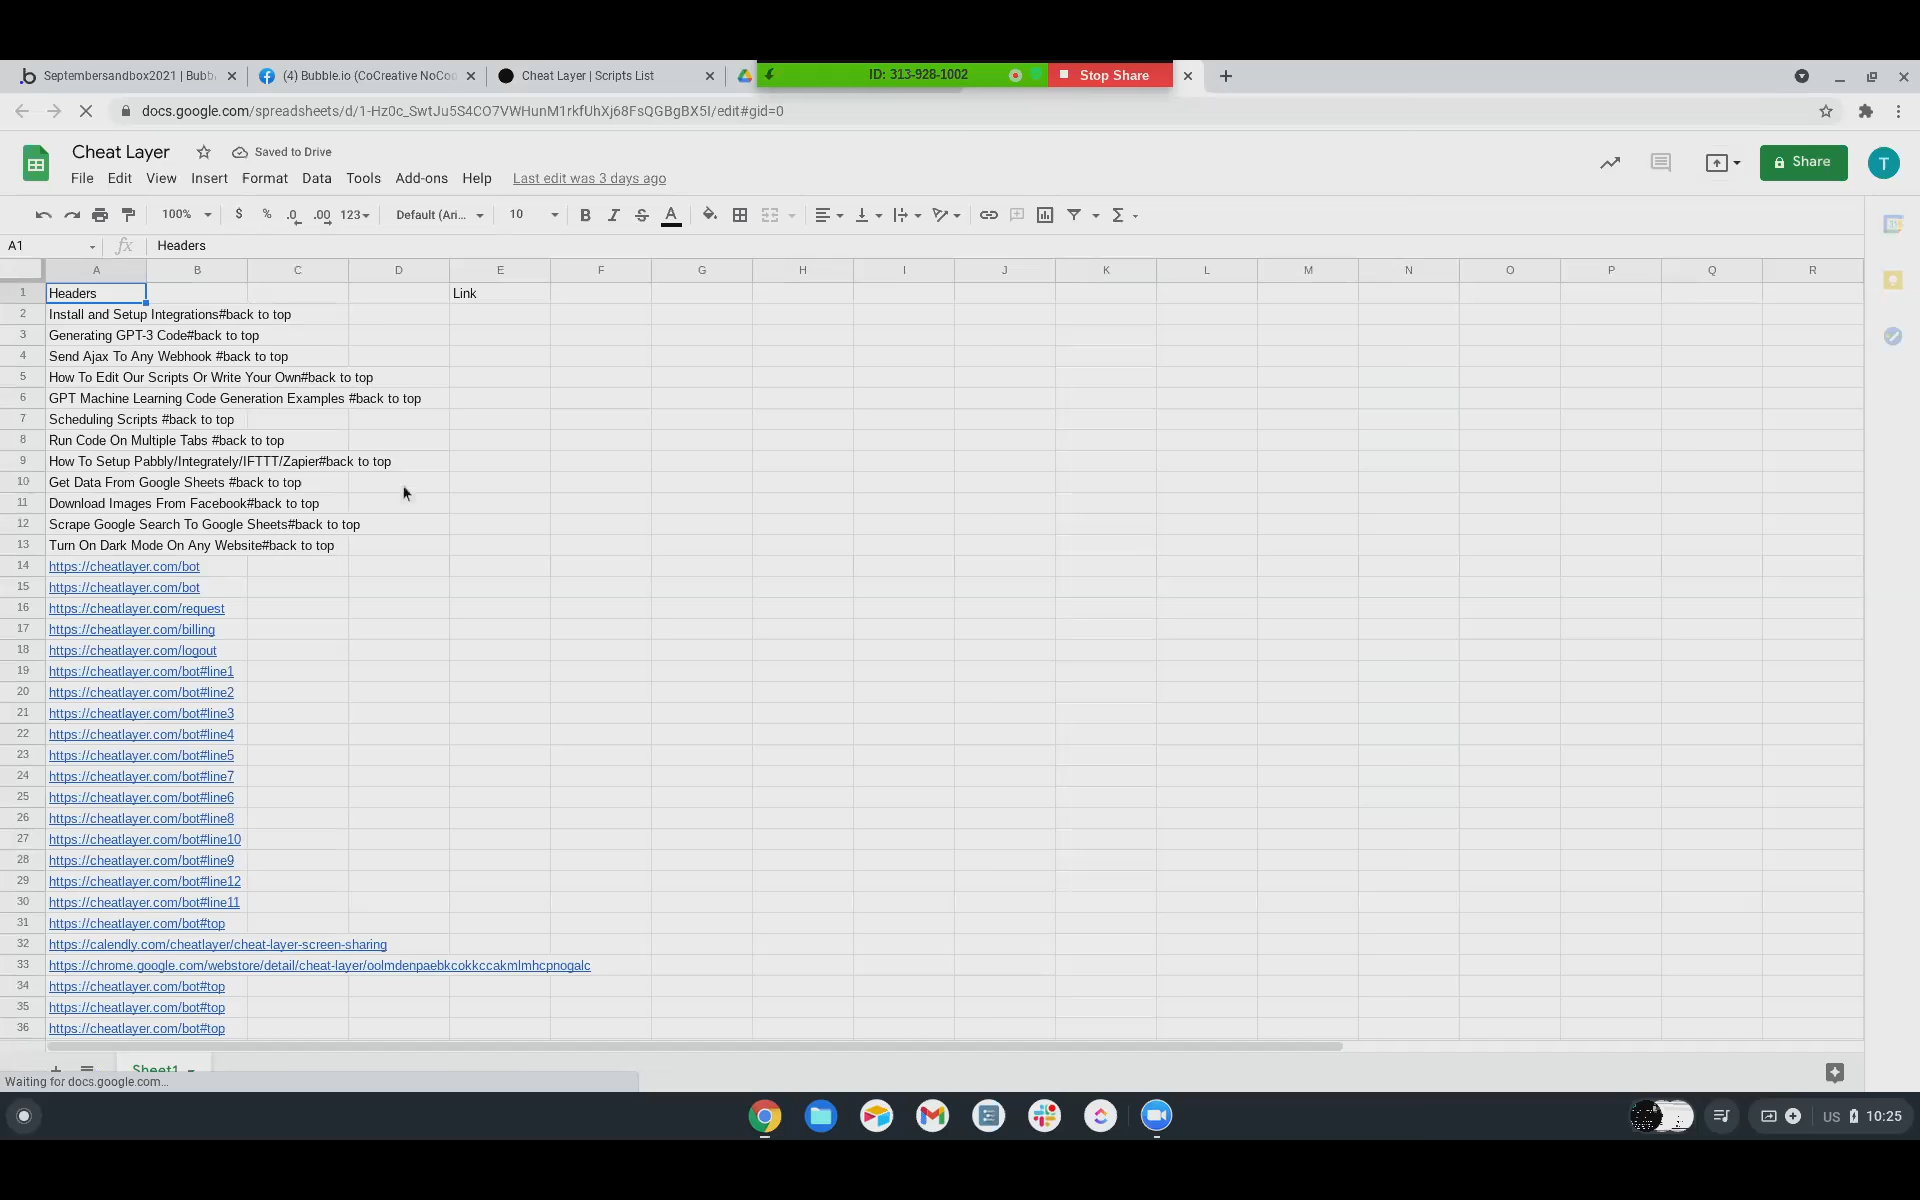 Septembersandbox2021 | Bubb
(4) Bubble.io (CoCreative NoCo
Cheat Layer | Scripts List
ID: 313-928-1002
Stop Share
docs.google.com/spreadsheets/d/1-Hz0c_SwtJu5S4CO7VWHunM1rkfUhXj68FsQGBgBX5I/edit#gid=0
Cheat Layer
Saved to Drive
Share
T
File Edit View Insert Format Data Tools Add-ons Help Last edit was 3 days ago
100% $ % .0 .00 123 Default (Ari... 10 B I S A
A1 fx Headers
A B C D E F G H I J K L M N O P Q R
1 Headers Link
2 Install and Setup Integrations#back to top
3 Generating GPT-3 Code#back to top
4 Send Ajax To Any Webhook #back to top
5 How To Edit Our Scripts Or Write Your Own#back to top
6 GPT Machine Learning Code Generation Examples #back to top
7 Scheduling Scripts #back to top
8 Run Code On Multiple Tabs #back to top
9 How To Setup Pabbly/Integrately/IFTTT/Zapier#back to top
10 Get Data From Google Sheets #back to top
11 Download Images From Facebook#back to top
12 Scrape Google Search To Google Sheets#back to top
13 Turn On Dark Mode On Any Website#back to top
14 https://cheatlayer.com/bot
15 https://cheatlayer.com/bot
16 https://cheatlayer.com/request
17 https://cheatlayer.com/billing
18 https://cheatlayer.com/logout
19 https://cheatlayer.com/bot#line1
20 https://cheatlayer.com/bot#line2
21 https://cheatlayer.com/bot#line3
22 https://cheatlayer.com/bot#line4
23 https://cheatlayer.com/bot#line5
24 https://cheatlayer.com/bot#line7
25 https://cheatlayer.com/bot#line6
26 https://cheatlayer.com/bot#line8
27 https://cheatlayer.com/bot#line10
28 https://cheatlayer.com/bot#line9
29 https://cheatlayer.com/bot#line12
30 https://cheatlayer.com/bot#line11
31 https://cheatlayer.com/bot#top
32 https://calendly.com/cheatlayer/cheat-layer-screen-sharing
33 https://chrome.google.com/webstore/detail/cheat-layer/oolmdenpaebkcokkccakmlmhcpnogalc
34 https://cheatlayer.com/bot#top
35 https://cheatlayer.com/bot#top
36 https://cheatlayer.com/bot#top
Sheet1
Waiting for docs.google.com...
US 10:25